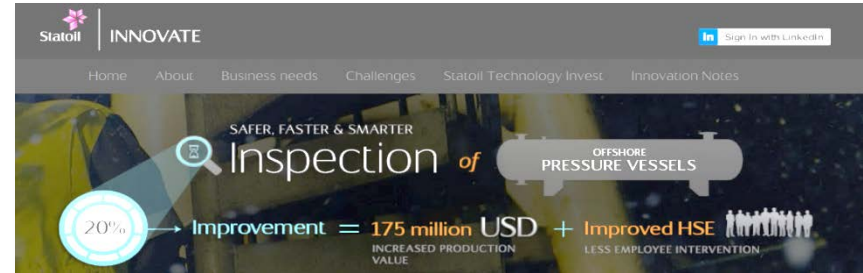 Statoil
INNOVATE
in Sign In with LinkedIn
Home About Business needs Challenges Statoil Technology Invest Innovation Notes
SAFER, FASTER & SMARTER
Inspection of OFFSHORE PRESSURE VESSELS
20% Improvement = 175 million USD + Improved HSE
INCREASED PRODUCTION VALUE
LESS EMPLOYEE INTERVENTION